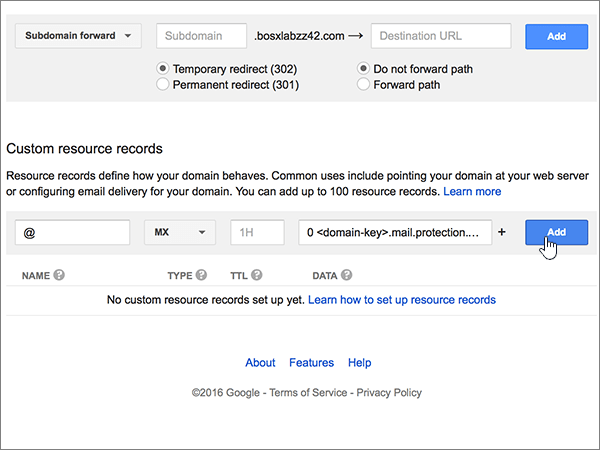 Subdomain forward Subdomain .bosxlabzz42.com → Destination URL Add
Temporary redirect (302) Do not forward path
Permanent redirect (301) Forward path
Custom resource records
Resource records define how your domain behaves. Common uses include pointing your domain at your web server
or configuring email delivery for your domain. You can add up to 100 resource records. Learn more
@ MX 1H 0 <domain-key>.mail.protection.... + Add
NAME ? TYPE ? TTL ? DATA ?
No custom resource records set up yet. Learn how to set up resource records
About Features Help
©2016 Google - Terms of Service - Privacy Policy